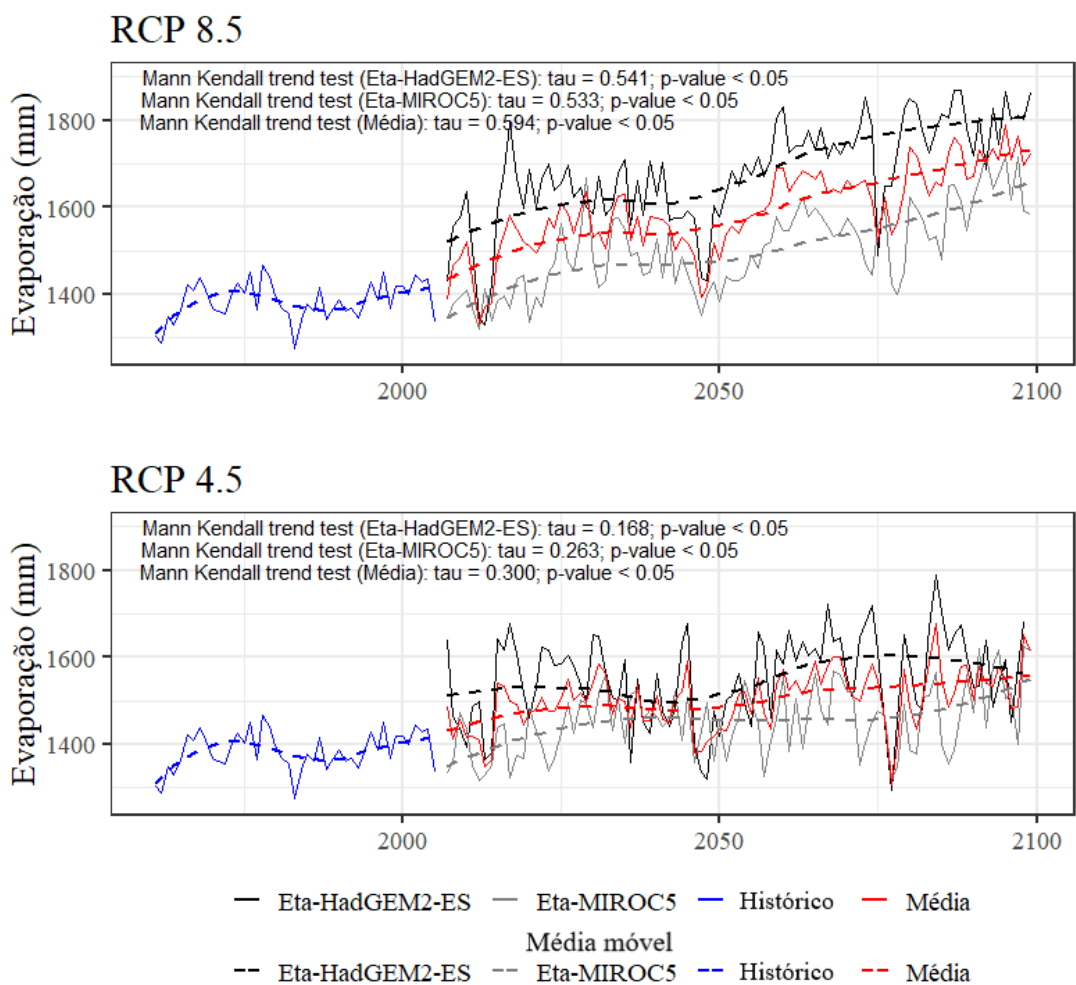 RCP 8.5
Mann Kendall trend test (Eta-HadGEM2-ES): tau = 0.541; p-value < 0.05
Mann Kendall trend test (Eta-MIROC5): tau = 0.533; p-value < 0.05
Mann Kendall trend test (Média): tau = 0.594; p-value < 0.05
Evaporação (mm)
1800
1600
1400
2000 2050 2100
RCP 4.5
Mann Kendall trend test (Eta-HadGEM2-ES): tau = 0.168; p-value < 0.05
Mann Kendall trend test (Eta-MIROC5): tau = 0.263; p-value < 0.05
Mann Kendall trend test (Média): tau = 0.300; p-value < 0.05
Evaporação (mm)
1800
1600
1400
2000 2050 2100
Eta-HadGEM2-ES Eta-MIROC5 Histórico Média
Média móvel
Eta-HadGEM2-ES Eta-MIROC5 Histórico Média